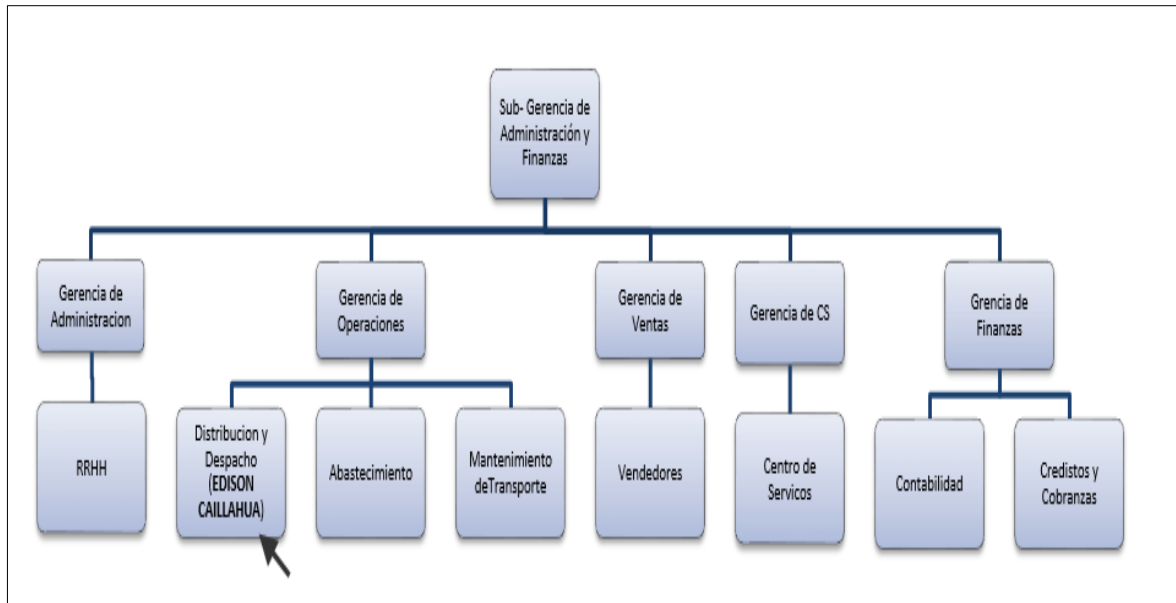 Sub- Gerencia de
Administración y
Finanzas
Gerencia de
Administracion
Gerencia de
Operaciones
Gerencia de
Ventas
Gerencia de CS
Grencia de
Finanzas
RRHH
Distribucion y
Despacho
(EDISON
CAILLAHUA)
Abastecimiento
Mantenimiento
deTransporte
Vendedores
Centro de
Servicos
Contabilidad
Credistos y
Cobranzas